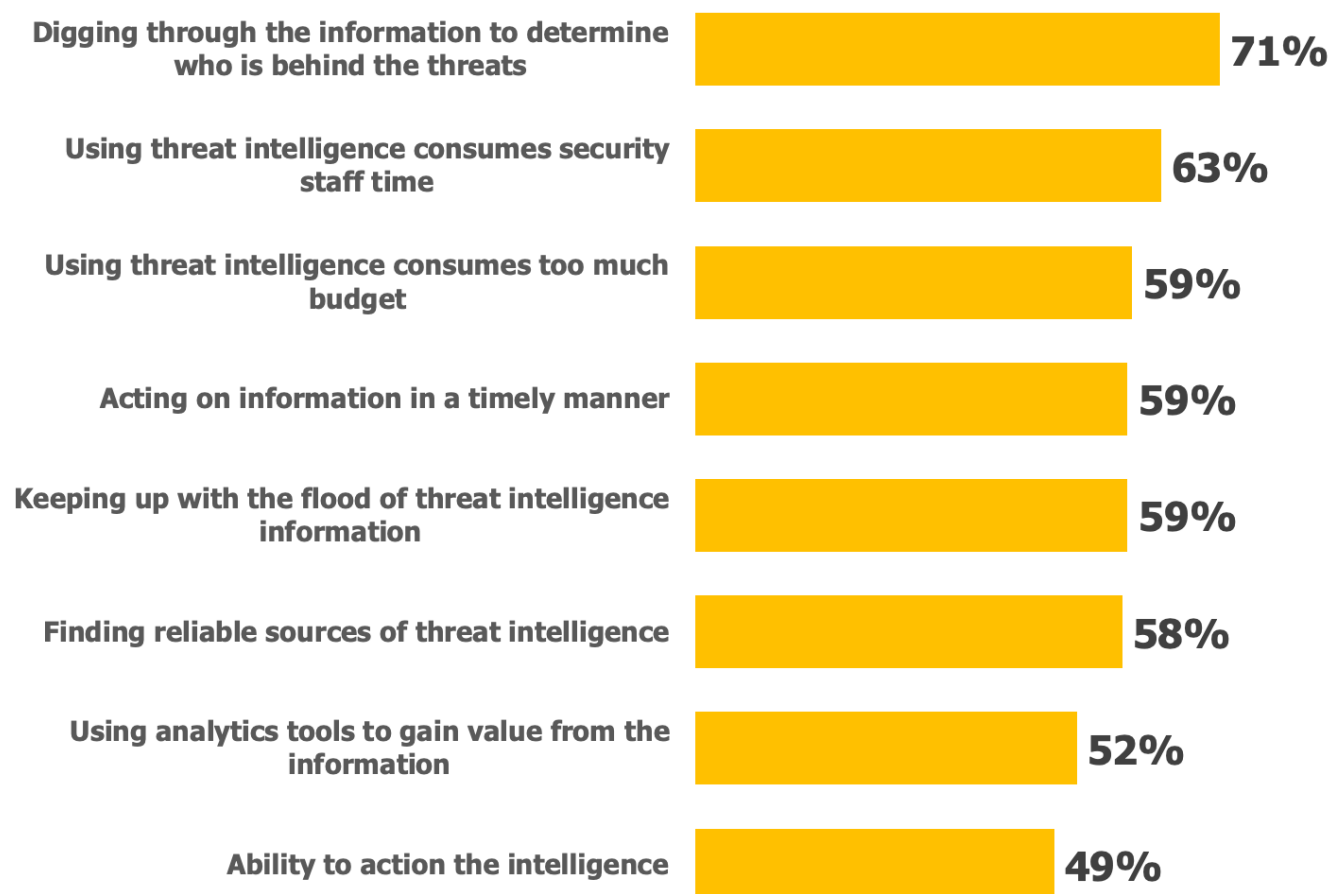 Digging through the information to determine
who is behind the threats
71%
Using threat intelligence consumes security
staff time
63%
Using threat intelligence consumes too much
budget
59%
Acting on information in a timely manner
59%
Keeping up with the flood of threat intelligence
information
59%
Finding reliable sources of threat intelligence
58%
Using analytics tools to gain value from the
information
52%
Ability to action the intelligence
49%